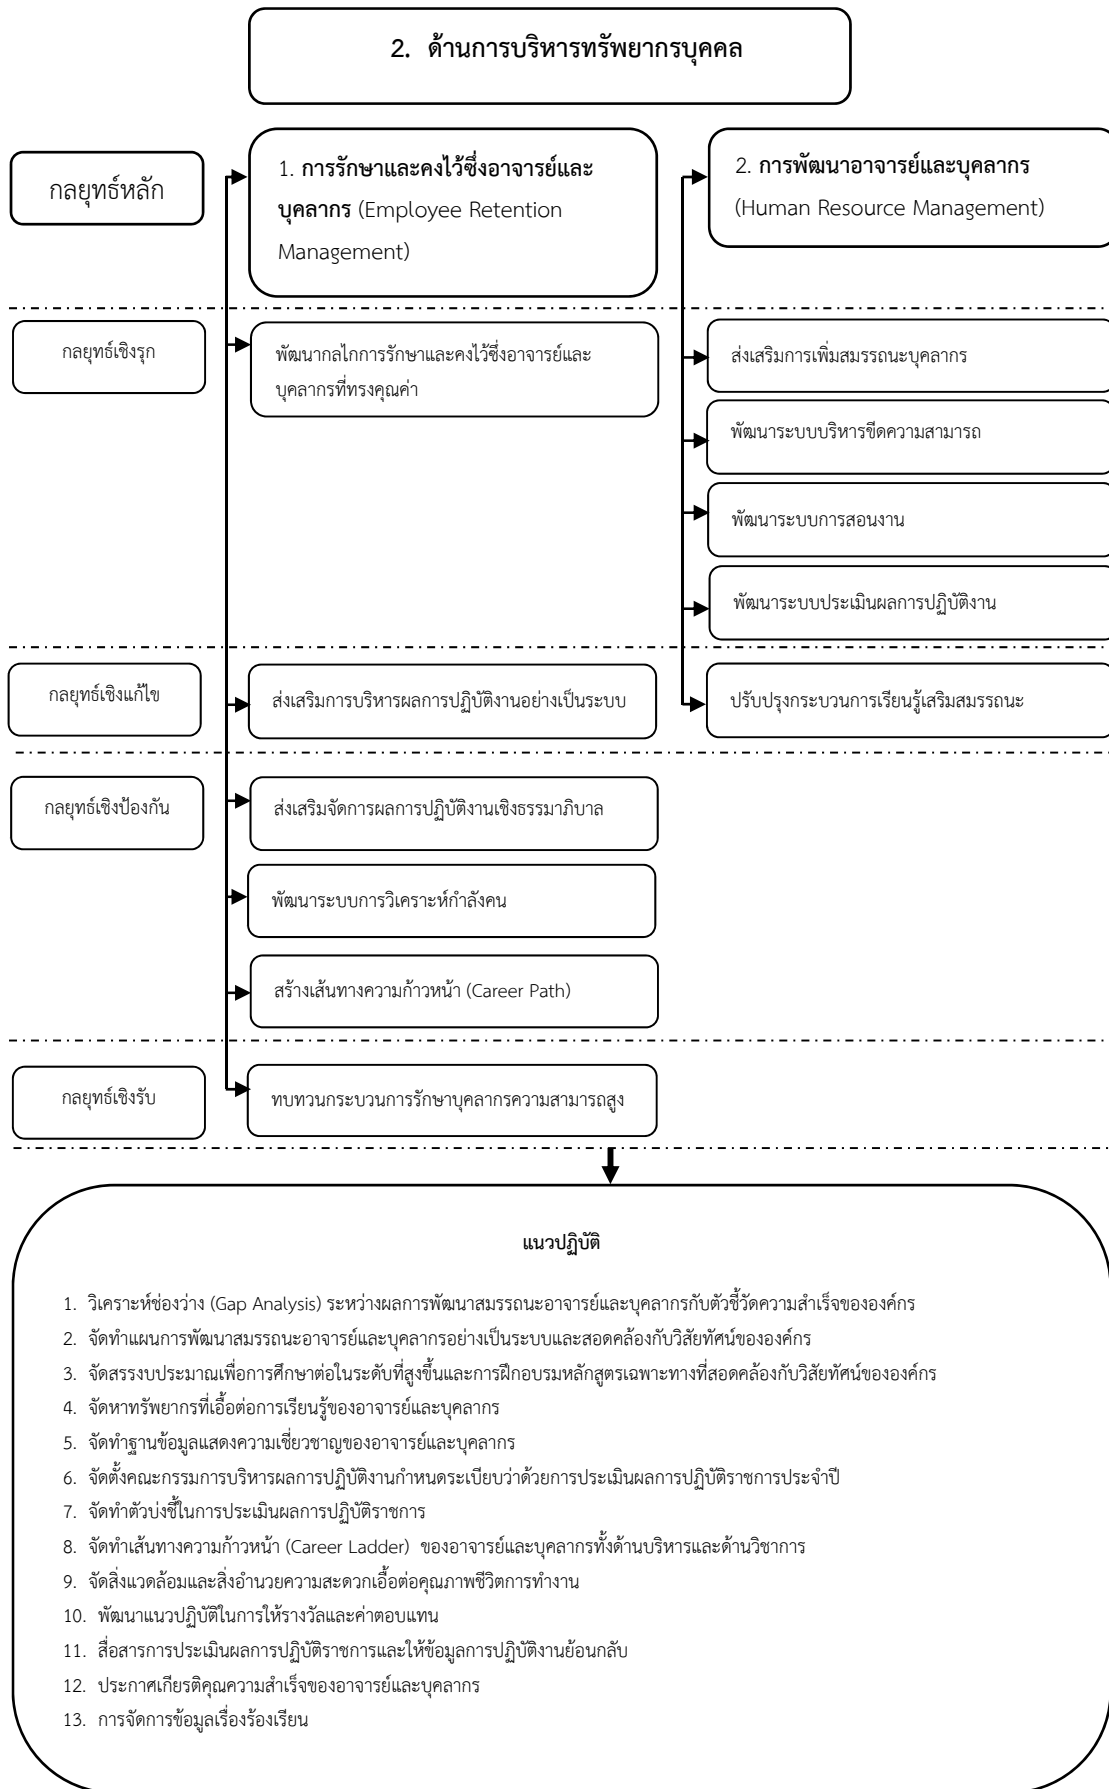 2. ด้านการบริหารทรัพยากรบุคคล
กลยุทธ์หลัก
1. การรักษาและคงไว้ซึ่งอาจารย์และ
บุคลากร (Employee Retention
Management)
2. การพัฒนาอาจารย์และบุคลากร
(Human Resource Management)
กลยุทธ์เชิงรุก
พัฒนากลไกการรักษาและคงไว้ซึ่งอาจารย์และ
บุคลากรที่ทรงคุณค่า
ส่งเสริมการเพิ่มสมรรถนะบุคลากร
พัฒนาระบบบริหารขีดความสามารถ
พัฒนาระบบการสอนงาน
พัฒนาระบบประเมินผลการปฏิบัติงาน
กลยุทธ์เชิงแก้ไข
ส่งเสริมการบริหารผลการปฏิบัติงานอย่างเป็นระบบ
ปรับปรุงกระบวนการเรียนรู้เสริมสมรรถนะ
กลยุทธ์เชิงป้องกัน
ส่งเสริมจัดการผลการปฏิบัติงานเชิงธรรมาภิบาล
พัฒนาระบบการวิเคราะห์กำลังคน
สร้างเส้นทางความก้าวหน้า (Career Path)
กลยุทธ์เชิงรับ
ทบทวนกระบวนการรักษาบุคลากรความสามารถสูง
แนวปฏิบัติ
1. วิเคราะห์ช่องว่าง (Gap Analysis) ระหว่างผลการพัฒนาสมรรถนะอาจารย์และบุคลากรกับตัวชี้วัดความสำเร็จขององค์กร
2. จัดทำแผนการพัฒนาสมรรถนะอาจารย์และบุคลากรอย่างเป็นระบบและสอดคล้องกับวิสัยทัศน์ขององค์กร
3. จัดสรรงบประมาณเพื่อการศึกษาต่อในระดับที่สูงขึ้นและการฝึกอบรมหลักสูตรเฉพาะทางที่สอดคล้องกับวิสัยทัศน์ขององค์กร
4. จัดหาทรัพยากรที่เอื้อต่อการเรียนรู้ของอาจารย์และบุคลากร
5. จัดทำฐานข้อมูลแสดงความเชี่ยวชาญของอาจารย์และบุคลากร
6. จัดตั้งคณะกรรมการบริหารผลการปฏิบัติงานกำหนดระเบียบว่าด้วยการประเมินผลการปฏิบัติราชการประจำปี
7. จัดทำตัวบ่งชี้ในการประเมินผลการปฏิบัติราชการ
8. จัดทำเส้นทางความก้าวหน้า (Career Ladder) ของอาจารย์และบุคลากรทั้งด้านบริหารและด้านวิชาการ
9. จัดสิ่งแวดล้อมและสิ่งอำนวยความสะดวกเอื้อต่อคุณภาพชีวิตการทำงาน
10. พัฒนาแนวปฏิบัติในการให้รางวัลและค่าตอบแทน
11. สื่อสารการประเมินผลการปฏิบัติราชการและให้ข้อมูลการปฏิบัติงานย้อนกลับ
12. ประกาศเกียรติคุณความสำเร็จของอาจารย์และบุคลากร
13. การจัดการข้อมูลเรื่องร้องเรียน